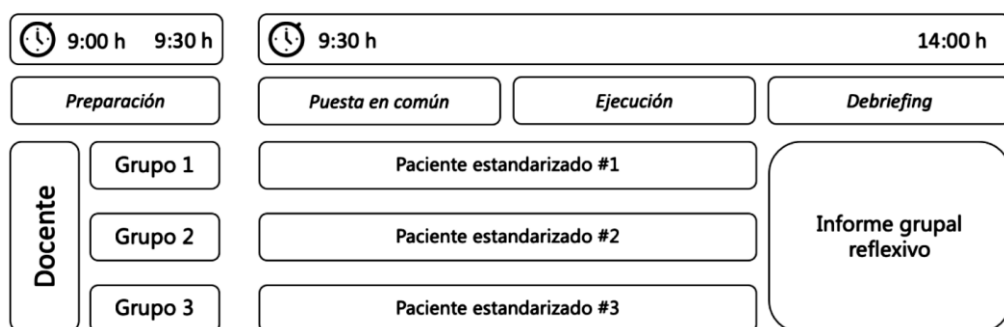 9:00 h 9:30 h
9:30 h 14:00 h
Preparación
Puesta en común
Ejecución
Debriefing
Docente
Grupo 1
Paciente estandarizado #1
Grupo 2
Paciente estandarizado #2
Grupo 3
Paciente estandarizado #3
Informe grupal
reflexivo